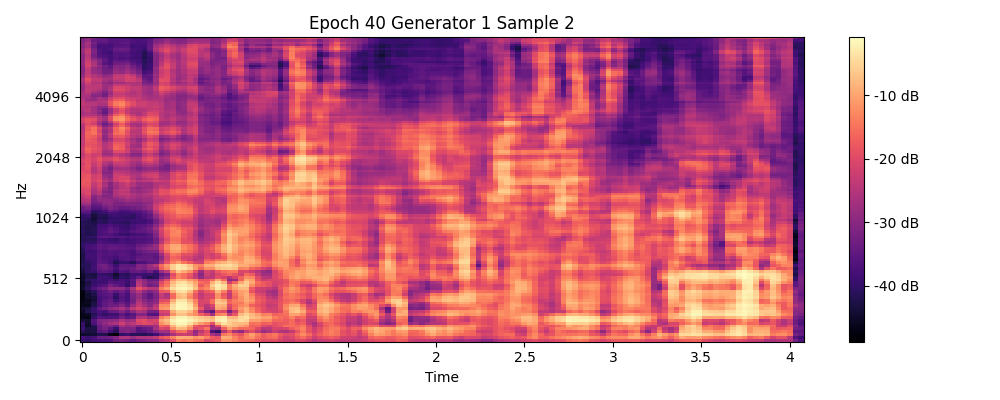 Epoch 40 Generator 1 Sample 2
Hz
4096
2048
1024
512
0
0 0.5 1 1.5 2 2.5 3 3.5 4
Time
-10 dB
-20 dB
-30 dB
-40 dB